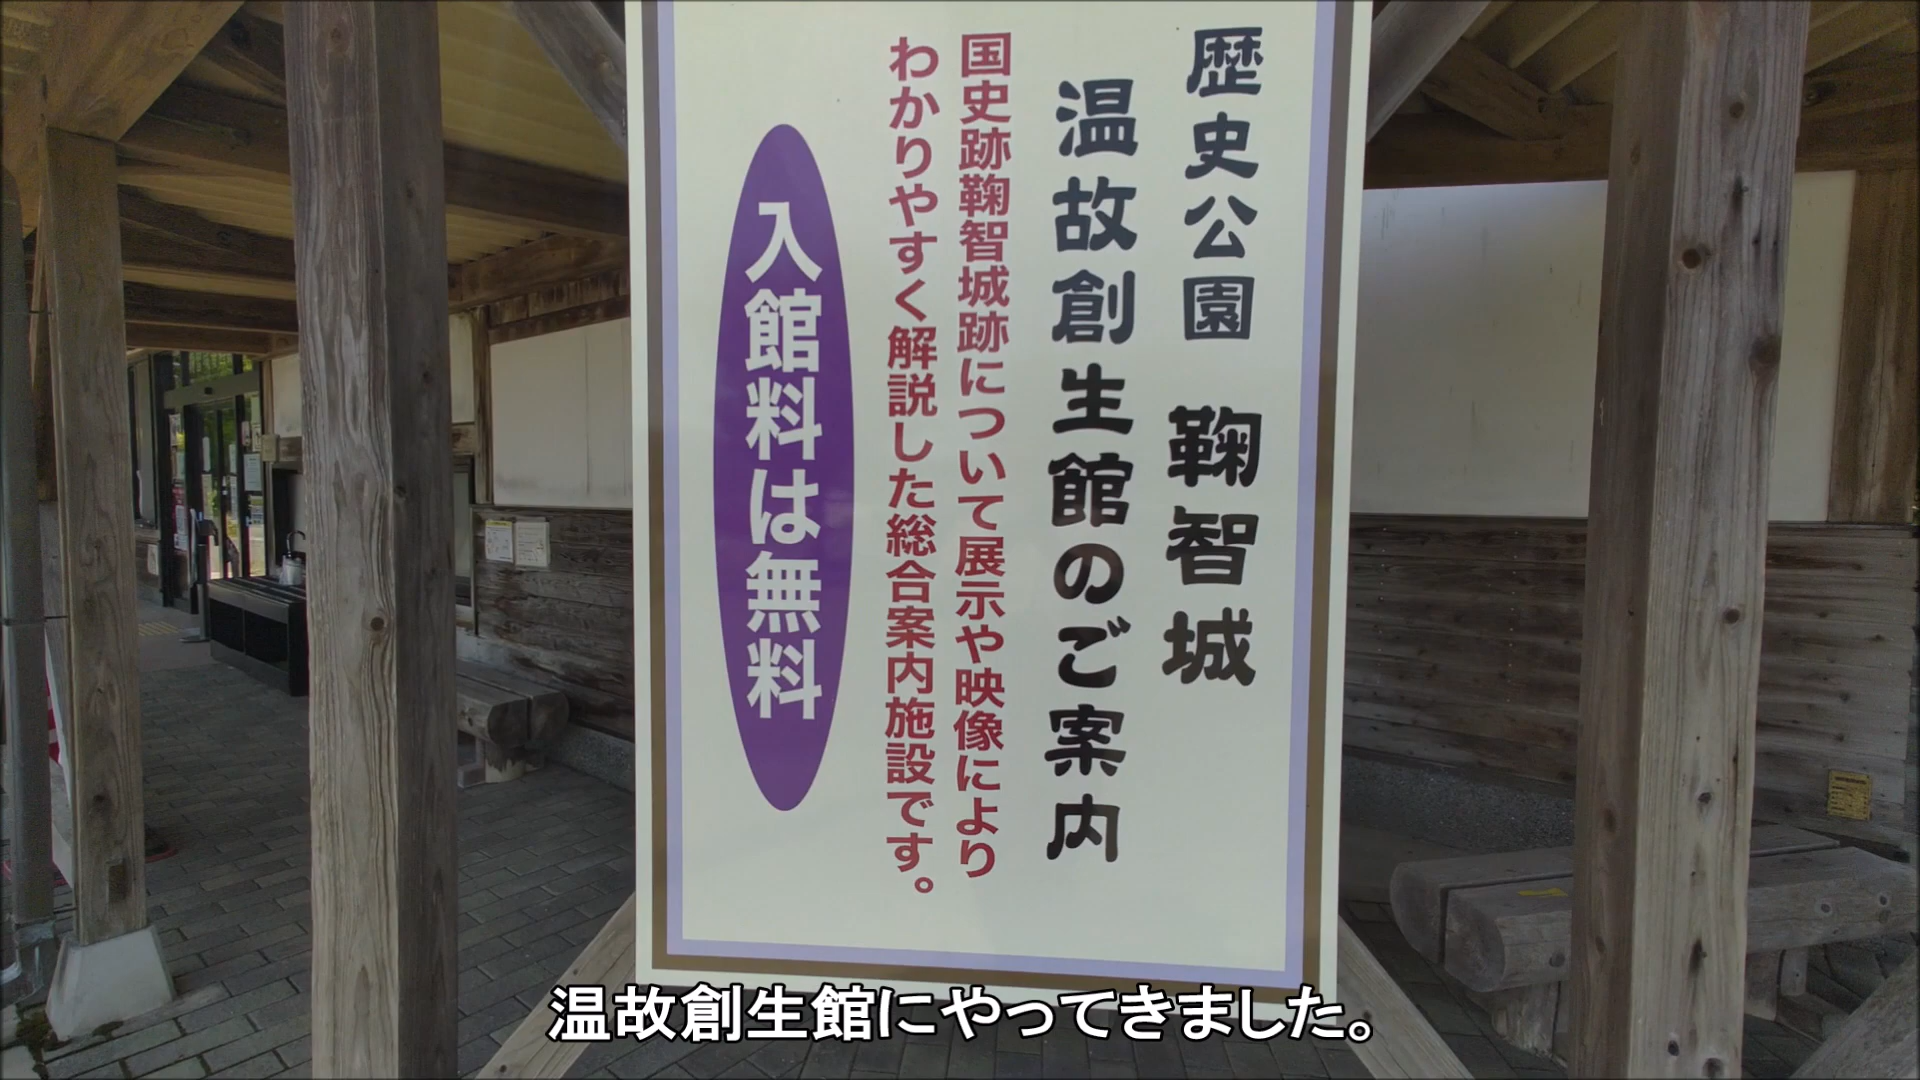 歴史公園 鞠智城
温故創生館のご案内
国史跡鞠智城跡について展示や映像により
わかりやすく解説した総合案内施設です。
入館料は無料
温故創生館にやってきました。